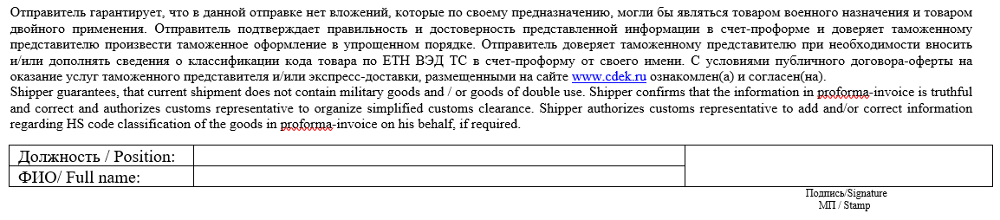 Отправитель гарантирует, что в данной отправке нет вложений, которые по своему предназначению, могли бы являться товаром военного назначения и товаром
двойного применения. Отправитель подтверждает правильность и достоверность представленной информации в счет-проформе и доверяет таможенному
представителю произвести таможенное оформление в упрощенном порядке. Отправитель доверяет таможенному представителю при необходимости вносить
и/или дополнять сведения о классификации кода товара по ЕТН ВЭД ТС в счет-проформу от своего имени. С условиями публичного договора-оферты на
оказание услуг таможенного представителя и/или экспресс-доставки, размещенными на сайте www.cdek.ru ознакомлен(а) и согласен(на).
Shipper guarantees, that current shipment does not contain military goods and / or goods of double use. Shipper confirms that the information in proforma-invoice is truthful
and correct and authorizes customs representative to organize simplified customs clearance. Shipper authorizes customs representative to add and/or correct information
regarding HS code classification of the goods in proforma-invoice on his behalf, if required.
Должность / Position:
ФИО/ Full name:
Подпись/Signature
МП / Stamp